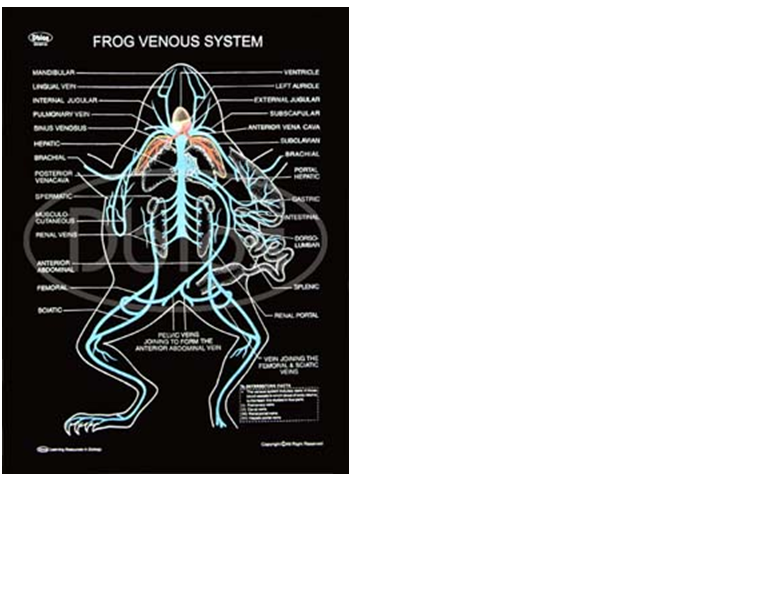 FROG VENOUS SYSTEM
MANDIBULAR
LINGUAL VEIN
INTERNAL JUGULAR
PULMONARY VEIN
SINUS VENOSUS
HEPATIC
BRACHIAL
POSTERIOR
VENACAVA
SPERMATIC
MUSCULO-
CUTANEOUS
RENAL VEINS
ANTERIOR
ABDOMINAL
FEMORAL
SCIATIC
VENTRICLE
LEFT AURICLE
EXTERNAL JUGULAR
SUBSCAPULAR
ANTERIOR VENA CAVA
SUBCLAVIAN
BRACHIAL
PORTAL
HEPATIC
GASTRIC
INTESTINAL
DORSO-
LUMBAR
SPLENIC
RENAL PORTAL
PELVIC VEINS
JOINING TO FORM THE
ANTERIOR ABDOMINAL VEIN
VEIN JOINING THE
FEMORAL & SCIATIC
VEINS
Learning Resources in Biology
Copyright © All Right Reserved